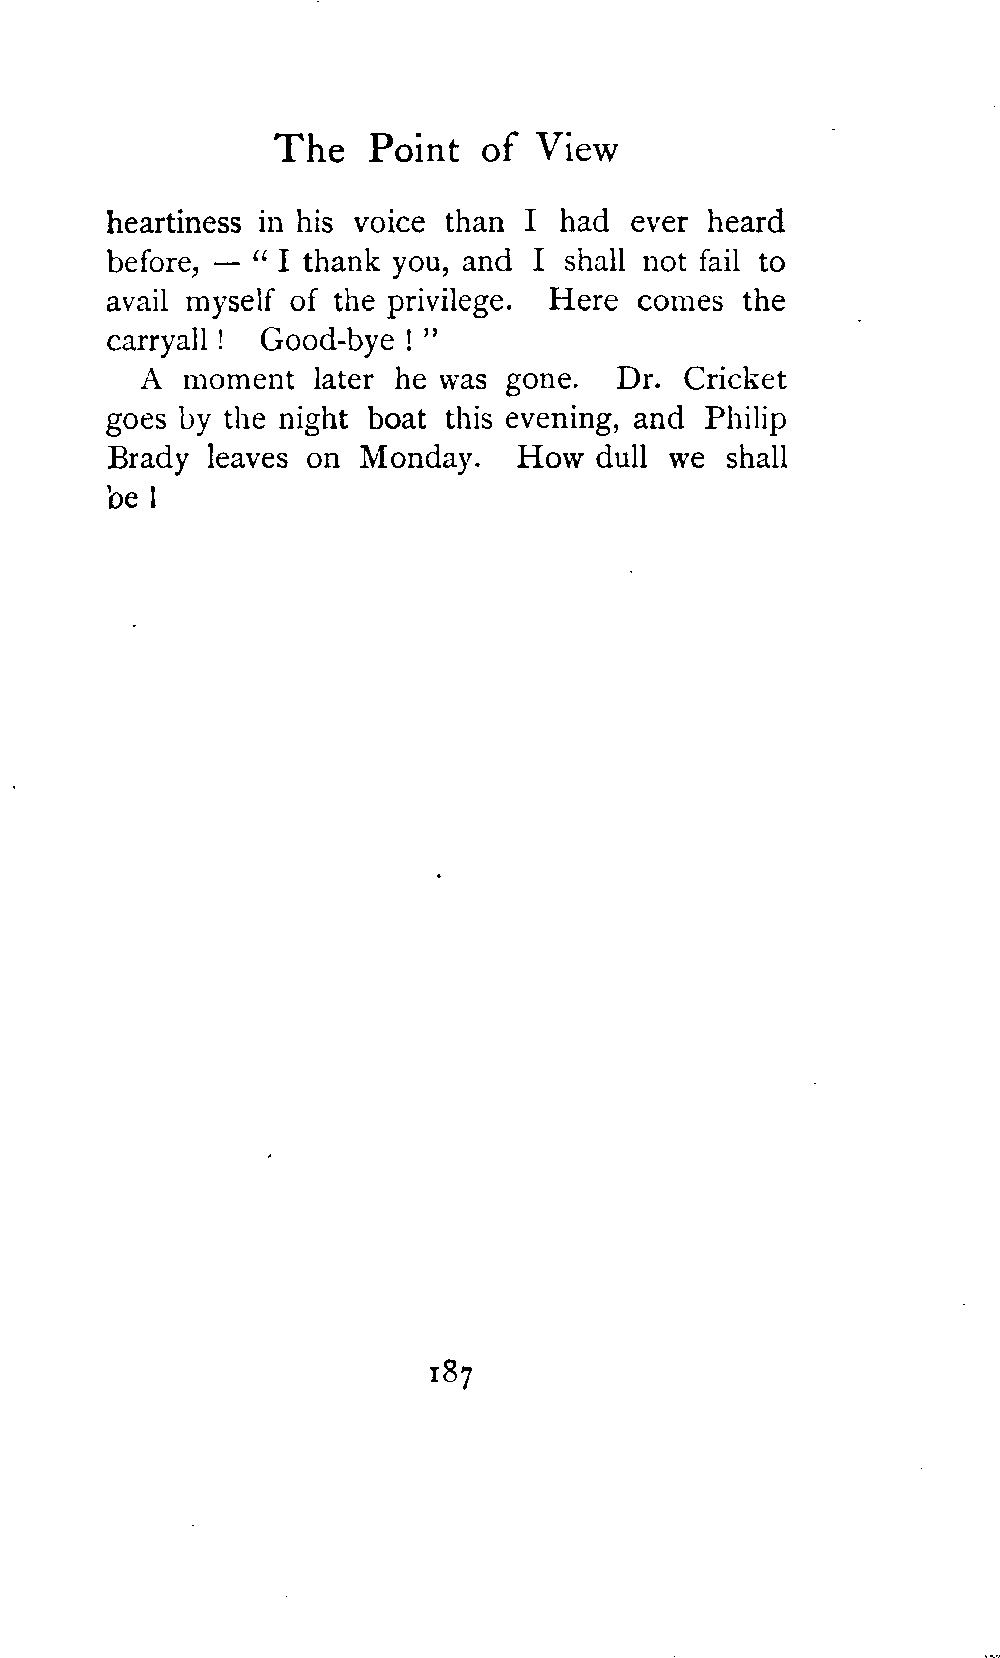 The Point of View
heartiness in his voice than I had ever heard
before, — “ I thank you, and I shall not fail to
avail myself of the privilege. Here comes the
carryall ! Good-bye ! ”
A moment later he was gone. Dr. Cricket
goes by the night boat this evening, and Philip
Brady leaves on Monday. How dull we shall
be !
187